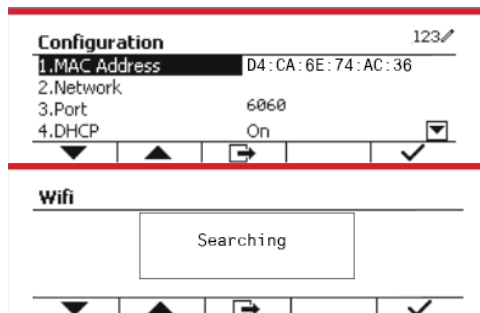 Configuration 123
1.MAC Address D4:CA:6E:74:AC:36
2.Network
3.Port 6060
4.DHCP On
Wifi
Searching